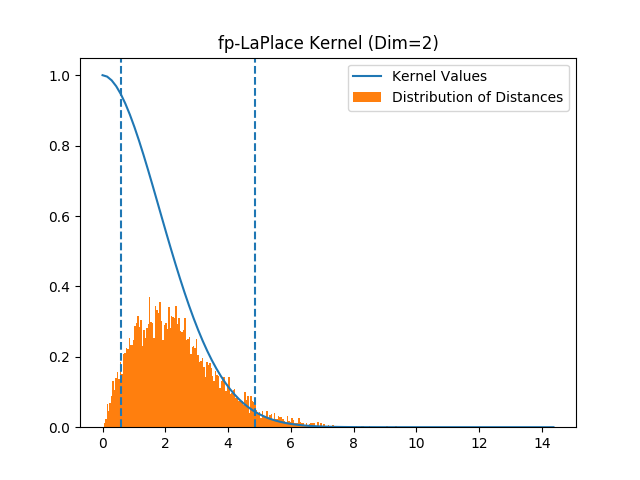 fp-LaPlace Kernel (Dim=2)
Kernel Values
Distribution of Distances
1.0
0.8
0.6
0.4
0.2
0.0
0 2 4 6 8 10 12 14